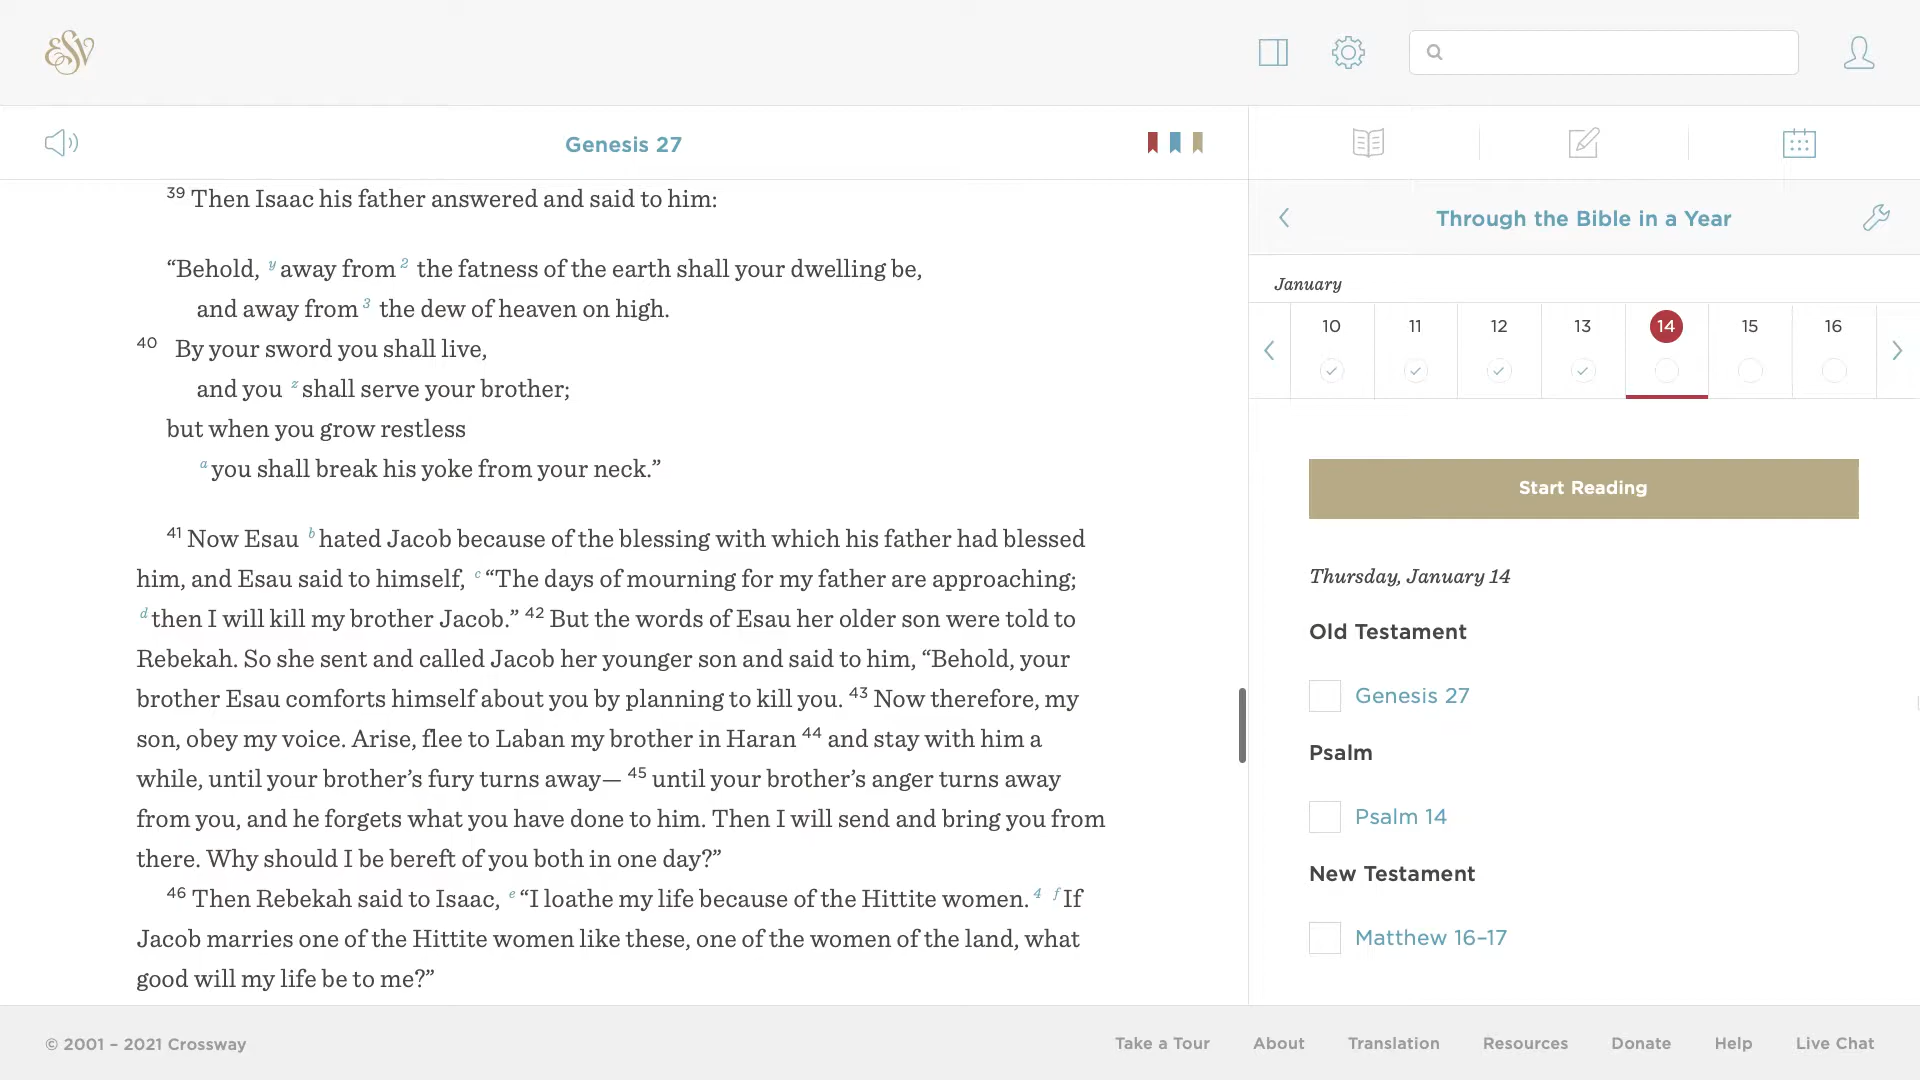 ESV
Genesis 27
39 Then Isaac his father answered and said to him:
“Behold, y away from 2 the fatness of the earth shall your dwelling be,
and away from 3 the dew of heaven on high.
40 By your sword you shall live,
and you z shall serve your brother;
but when you grow restless
a you shall break his yoke from your neck.”
41 Now Esau b hated Jacob because of the blessing with which his father had blessed
him, and Esau said to himself, c “The days of mourning for my father are approaching;
d then I will kill my brother Jacob.” 42 But the words of Esau her older son were told to
Rebekah. So she sent and called Jacob her younger son and said to him, “Behold, your
brother Esau comforts himself about you by planning to kill you. 43 Now therefore, my
son, obey my voice. Arise, flee to Laban my brother in Haran 44 and stay with him a
while, until your brother’s fury turns away— 45 until your brother’s anger turns away
from you, and he forgets what you have done to him. Then I will send and bring you from
there. Why should I be bereft of you both in one day?”
46 Then Rebekah said to Isaac, e “I loathe my life because of the Hittite women. 4 f If
Jacob marries one of the Hittite women like these, one of the women of the land, what
good will my life be to me?”
Through the Bible in a Year
January
10 11 12 13 14 15 16
Start Reading
Thursday, January 14
Old Testament
Genesis 27
Psalm
Psalm 14
New Testament
Matthew 16–17
© 2001 – 2021 Crossway
Take a Tour About Translation Resources Donate Help Live Chat